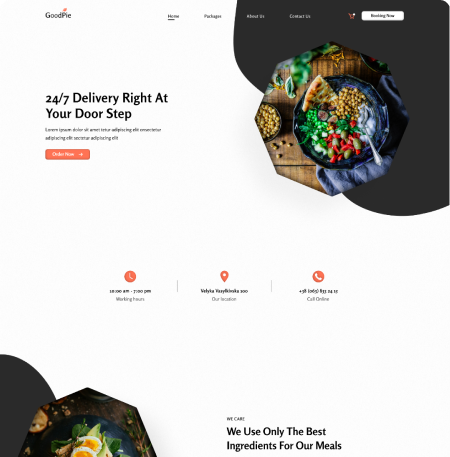 GoodPie
Home Packages About Us Contact Us Booking Now
24/7 Delivery Right At
Your Door Step
Lorem ipsum dolor sit amet tetur adipiscing elit onsectetur
adipiscing elit sectetur adipiscing elit
Order Now
10:00 am - 7:00 pm
Working hours
Velyka Vasylkivska 100
Our location
+38 (063) 833 24 15
Call Online
WE CARE
We Use Only The Best
Ingredients For Our Meals